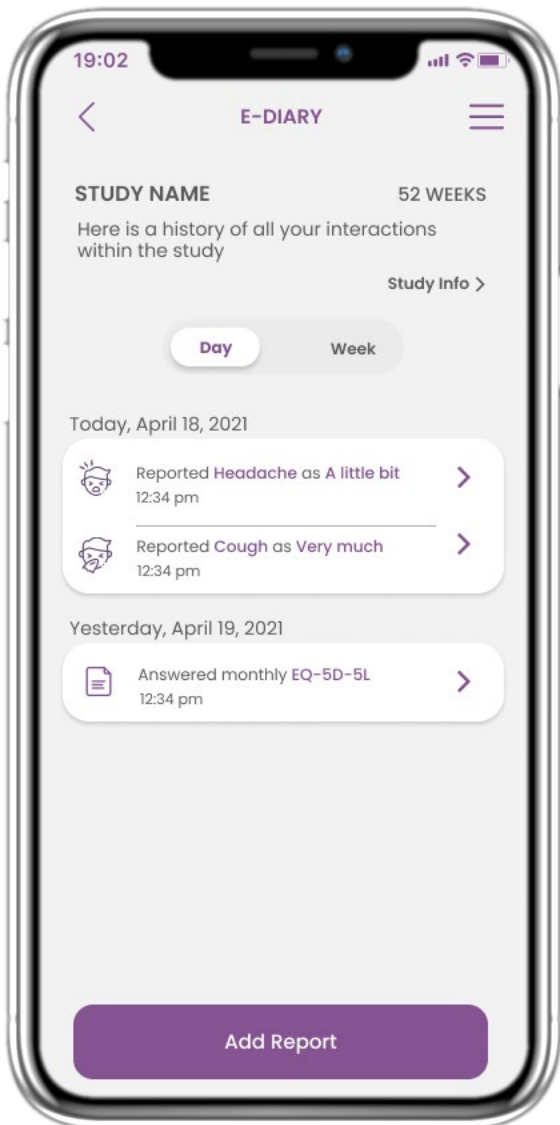 19:02
E-DIARY
STUDY NAME 52 WEEKS
Here is a history of all your interactions
within the study
Study Info >
Day Week
Today, April 18, 2021
Reported Headache as A little bit
12:34 pm
Reported Cough as Very much
12:34 pm
Yesterday, April 19, 2021
Answered monthly EQ-5D-5L
12:34 pm
Add Report